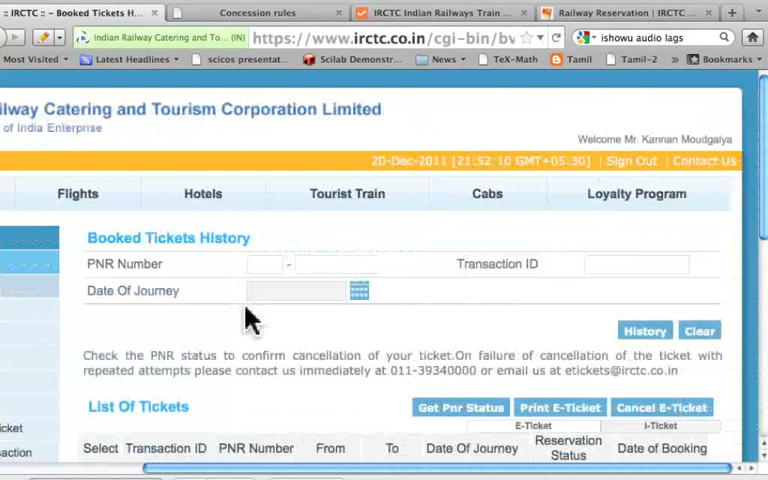 :: IRCTC :: – Booked Tickets H...
Concession rules
IRCTC Indian Railways Train ...
Railway Reservation | IRCTC ...
Indian Railway Catering and To... (IN)
https://www.irctc.co.in/cgi-bin/bv
ishowu audio lags
Most Visited
Latest Headlines
scicos presentat...
Scilab Demonstr...
News
TeX-Math
Tamil
Tamil-2
»
Bookmarks
ilway Catering and Tourism Corporation Limited
of India Enterprise
Welcome Mr. Kannan Moudgalya
20-Dec-2011 [21:52:10 GMT+05:30] | Sign Out | Contact Us
Flights Hotels Tourist Train Cabs Loyalty Program
Booked Tickets History
PNR Number - Transaction ID
Date Of Journey
History Clear
Check the PNR status to confirm cancellation of your ticket.On failure of cancellation of the ticket with
repeated attempts please contact us immediately at 011-39340000 or email us at etickets@irctc.co.in
List Of Tickets Get Pnr Status Print E-Ticket Cancel E-Ticket
E-Ticket I-Ticket
cket
Select Transaction ID PNR Number From To Date Of Journey Reservation Status Date of Booking
saction